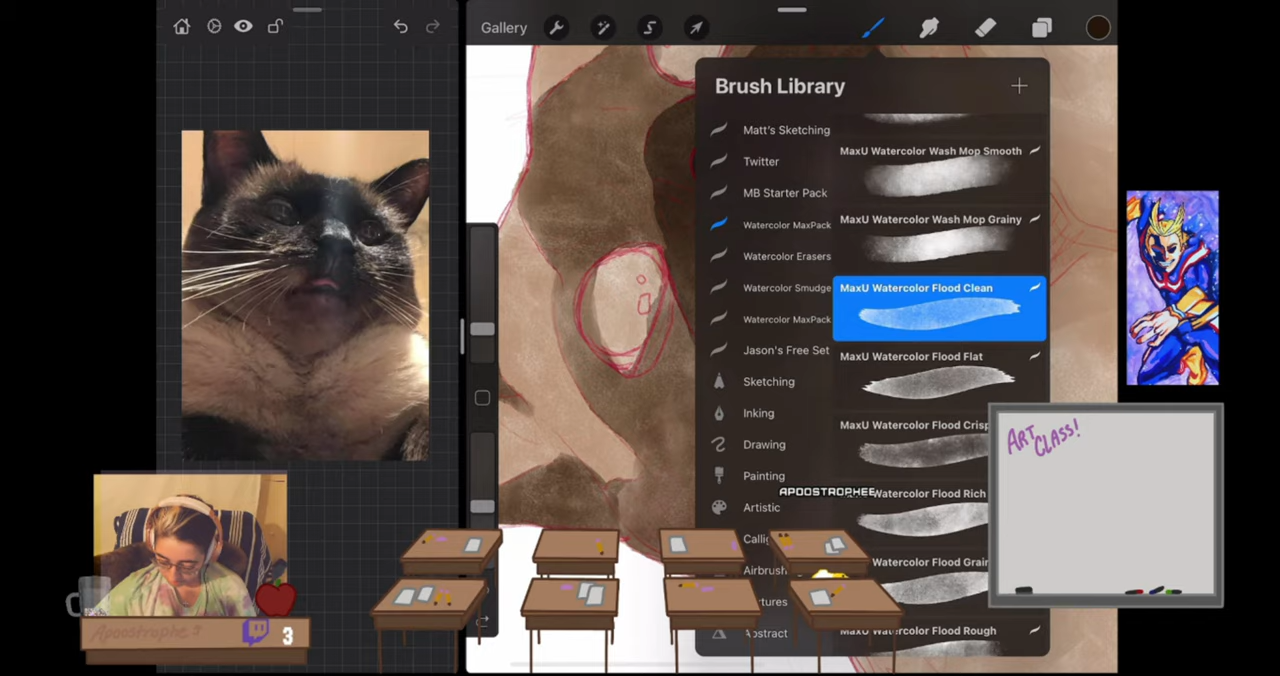 Gallery
Brush Library
Matt's Sketching
Twitter
MB Starter Pack
Watercolor MaxPack
Watercolor Erasers
Watercolor Smudge
Watercolor MaxPack
Jason's Free Set
Sketching
Inking
Drawing
Painting
Artistic
Airbrush
Abstract
MaxU Watercolor Wash Mop Smooth
MaxU Watercolor Wash Mop Grainy
MaxU Watercolor Flood Clean
MaxU Watercolor Flood Flat
MaxU Watercolor Flood Crisp
Watercolor Flood Rich
Watercolor Flood Grain
MaxU Watercolor Flood Rough
APOOSTROPHEE
ART
CLASS!
3